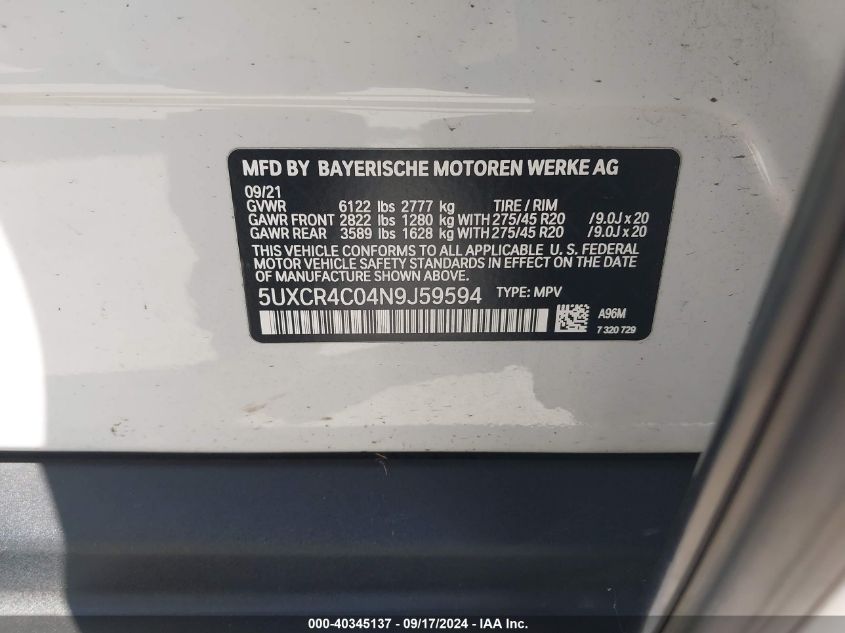 MFD BY BAYERISCHE MOTOREN WERKE AG
09/21
GVWR 6122 lbs 2777 kg TIRE / RIM
GAWR FRONT 2822 lbs 1280 kg WITH 275/45 R20 / 9.0J x 20
GAWR REAR 3589 lbs 1628 kg WITH 275/45 R20 / 9.0J x 20
THIS VEHICLE CONFORMS TO ALL APPLICABLE U. S. FEDERAL
MOTOR VEHICLE SAFETY STANDARDS IN EFFECT ON THE DATE
OF MANUFACTURE SHOWN ABOVE.
5UXCR4C04N9J59594 TYPE: MPV
A96M
7 320 729
000-40345137 - 09/17/2024 - IAA Inc.